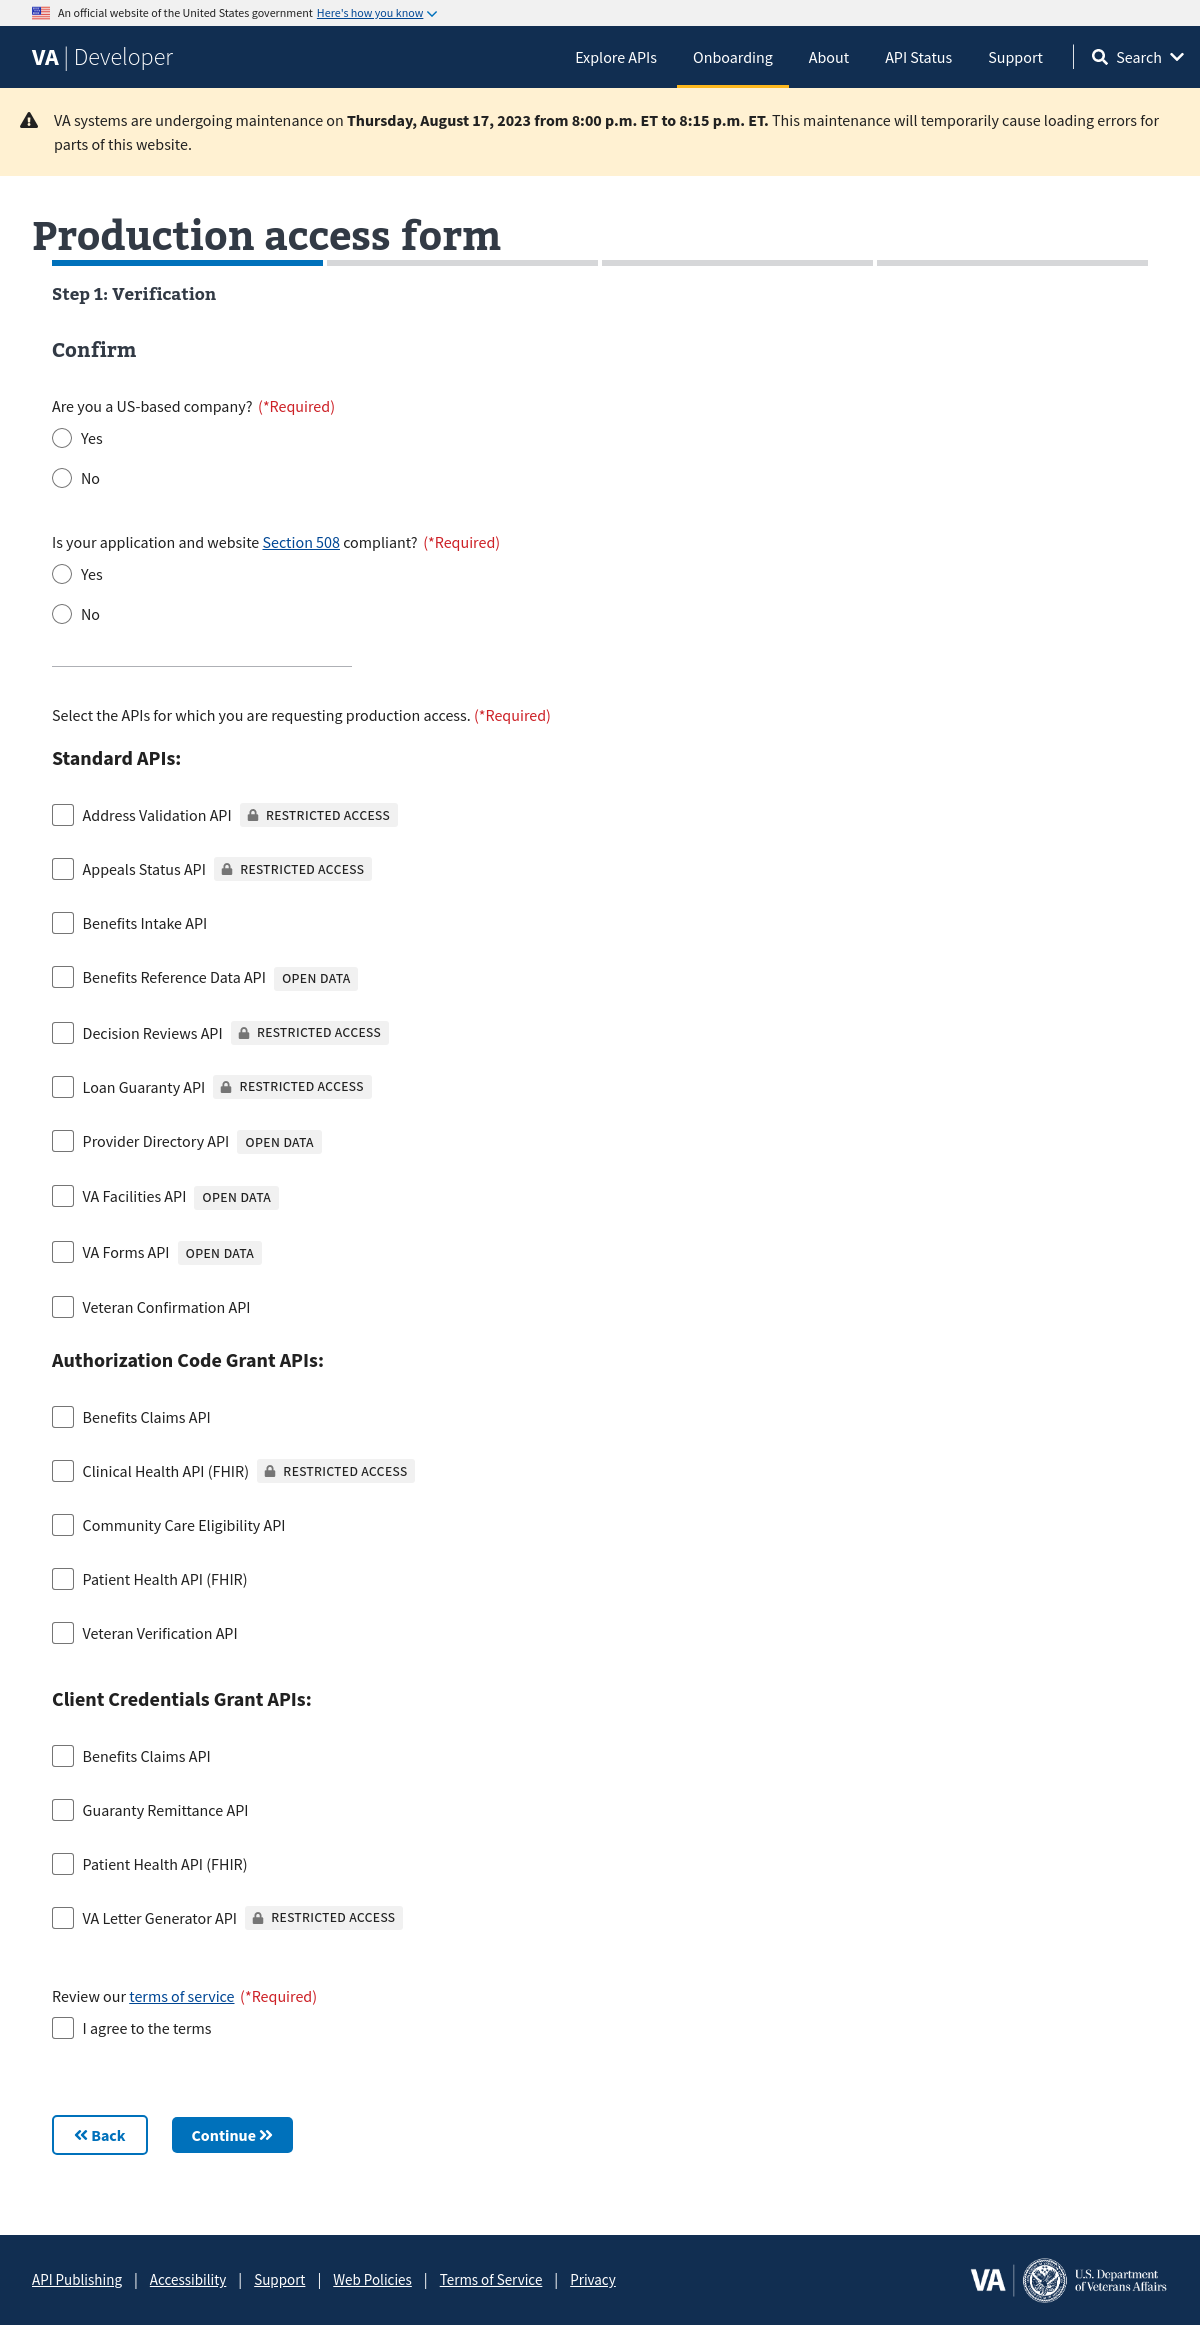 An official website of the United States government Here's how you know
VA | Developer
Explore APIs
Onboarding
About
API Status
Support
Search
VA systems are undergoing maintenance on Thursday, August 17, 2023 from 8:00 p.m. ET to 8:15 p.m. ET. This maintenance will temporarily cause loading errors for
parts of this website.
Production access form
Step 1: Verification
Confirm
Are you a US-based company? (*Required)
Yes
No
Is your application and website Section 508 compliant? (*Required)
Yes
No
Select the APIs for which you are requesting production access. (*Required)
Standard APIs:
Address Validation API RESTRICTED ACCESS
Appeals Status API RESTRICTED ACCESS
Benefits Intake API
Benefits Reference Data API OPEN DATA
Decision Reviews API RESTRICTED ACCESS
Loan Guaranty API RESTRICTED ACCESS
Provider Directory API OPEN DATA
VA Facilities API OPEN DATA
VA Forms API OPEN DATA
Veteran Confirmation API
Authorization Code Grant APIs:
Benefits Claims API
Clinical Health API (FHIR) RESTRICTED ACCESS
Community Care Eligibility API
Patient Health API (FHIR)
Veteran Verification API
Client Credentials Grant APIs:
Benefits Claims API
Guaranty Remittance API
Patient Health API (FHIR)
VA Letter Generator API RESTRICTED ACCESS
Review our terms of service (*Required)
I agree to the terms
Back
Continue
API Publishing | Accessibility | Support | Web Policies | Terms of Service | Privacy
VA
U.S. Department
of Veterans Affairs